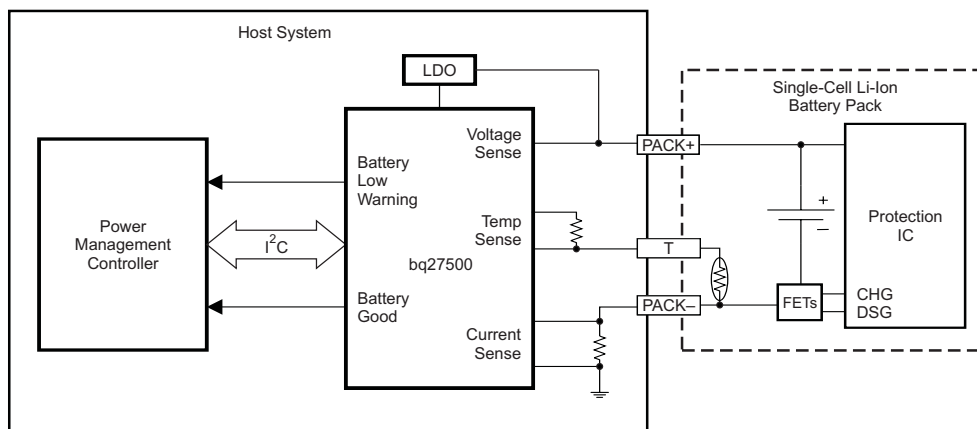 Host System
LDO
Single-Cell Li-Ion
Battery Pack
Voltage
Sense
PACK+
Battery
Low
Warning
Power
Management
Controller
I²C
Temp
Sense
bq27500
T
+
–
Protection
IC
Battery
Good
PACK–
FETs
CHG
DSG
Current
Sense